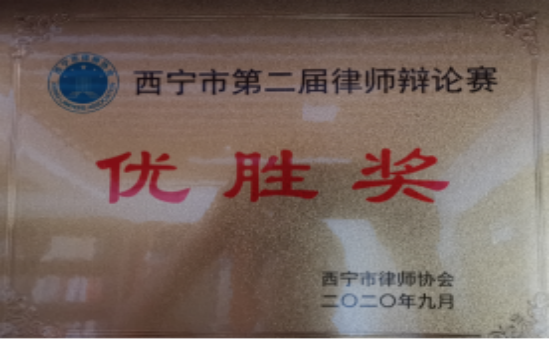 西宁市第二届律师辩论赛
优胜奖
西宁市律师协会
二〇二〇年九月